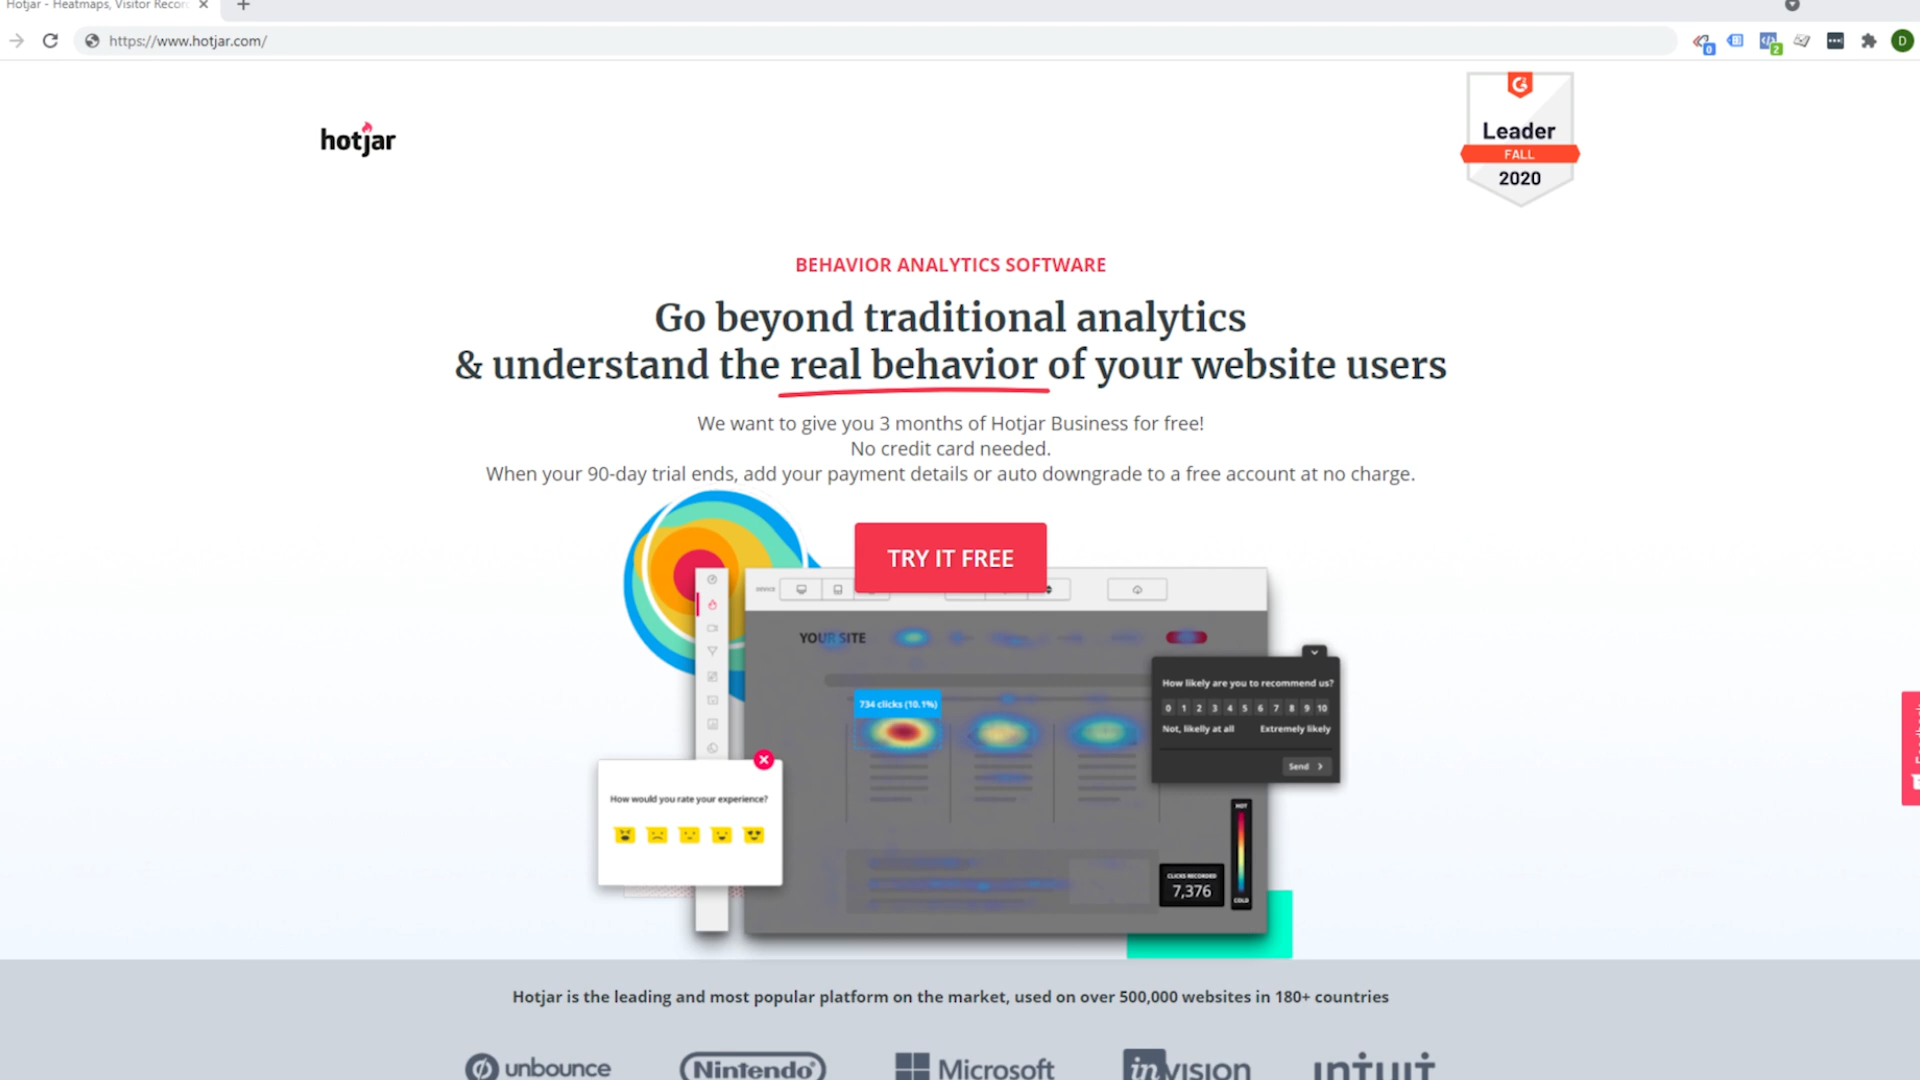 Hotjar - Heatmaps, Visitor Recor
https://www.hotjar.com/
0
2
D
hotjar
Leader
FALL
2020
BEHAVIOR ANALYTICS SOFTWARE
Go beyond traditional analytics
& understand the real behavior of your website users
We want to give you 3 months of Hotjar Business for free!
No credit card needed.
When your 90-day trial ends, add your payment details or auto downgrade to a free account at no charge.
TRY IT FREE
DEVICE
YOUR SITE
734 clicks (10.1%)
How likely are you to recommend us?
0 1 2 3 4 5 6 7 8 9 10
Not, likelly at all Extremely likely
Send
How would you rate your experience?
HOT
CLICKS RECORDED
7,376
COLD
Hotjar is the leading and most popular platform on the market, used on over 500,000 websites in 180+ countries
unbounce
Nintendo
Microsoft
invision
intuit